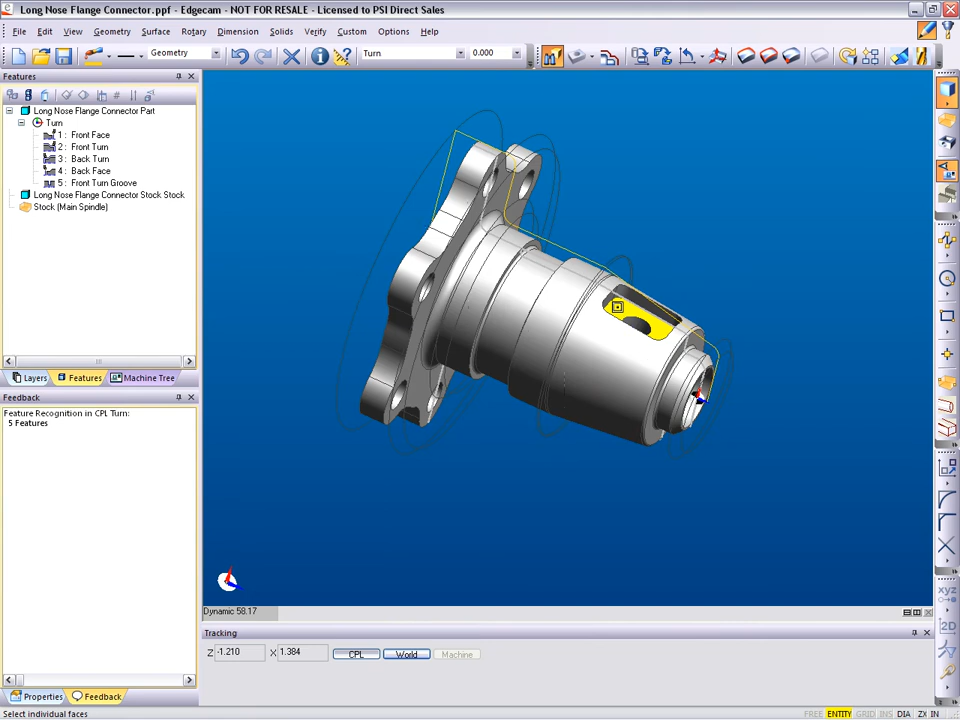 Long Nose Flange Connector.ppf - Edgecam - NOT FOR RESALE - Licensed to PSI Direct Sales
File Edit View Geometry Surface Rotary Dimension Solids Verify Custom Options Help
Geometry Turn 0.000
Features
Long Nose Flange Connector Part
Turn
1 : Front Face
2 : Front Turn
3 : Back Turn
4 : Back Face
5 : Front Turn Groove
Long Nose Flange Connector Stock Stock
Stock (Main Spindle)
Layers Features Machine Tree
Feedback
Feature Recognition in CPL Turn:
5 Features
Properties Feedback
Dynamic 58.17
Tracking
Z -1.210 X 1.384 CPL World Machine
xyz
2D
Select individual faces
FREE ENTITY GRID INS DIA ZX IN